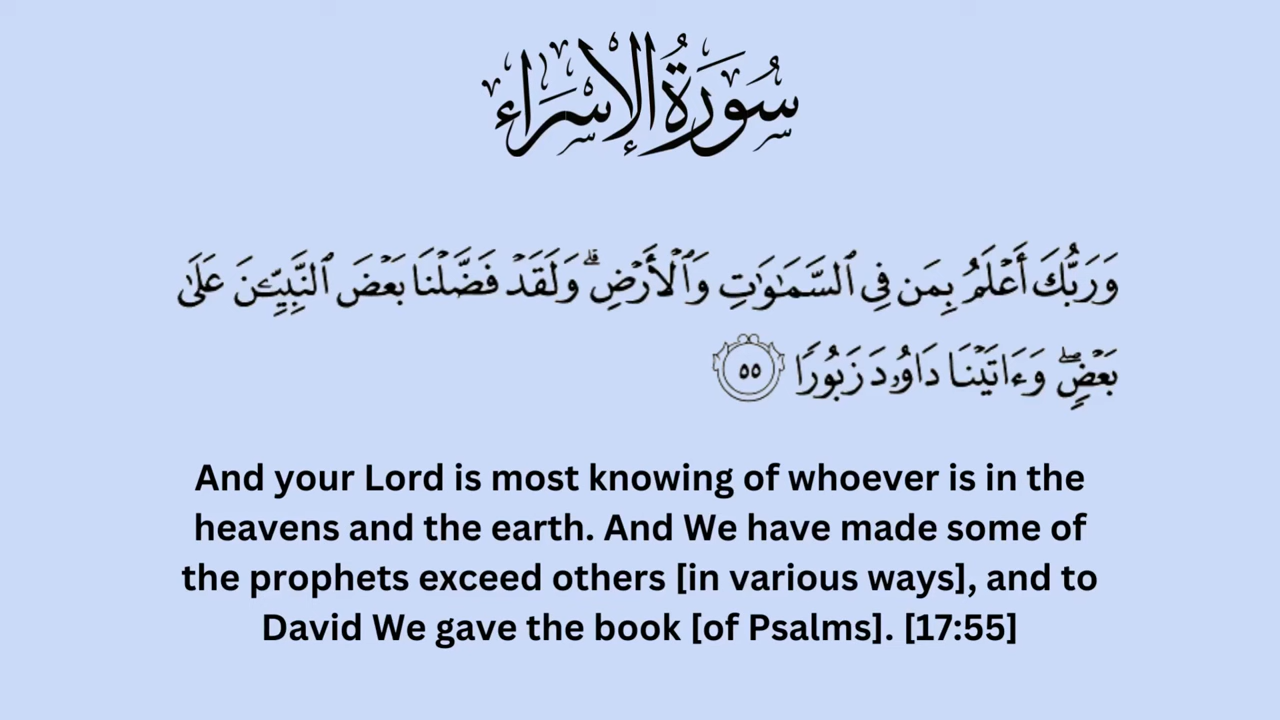 سُورَةُ الإِسْرَاءِ
وَرَبُّكَ أَعْلَمُ بِمَن فِى ٱلسَّمَـٰوَٰتِ وَٱلْأَرْضِ ۗ وَلَقَدْ فَضَّلْنَا بَعْضَ ٱلنَّبِيِّـۧنَ عَلَىٰ
بَعْضٍ ۖ وَءَاتَيْنَا دَاوُۥدَ زَبُورًا ٥٥
And your Lord is most knowing of whoever is in the
heavens and the earth. And We have made some of
the prophets exceed others [in various ways], and to
David We gave the book [of Psalms]. [17:55]